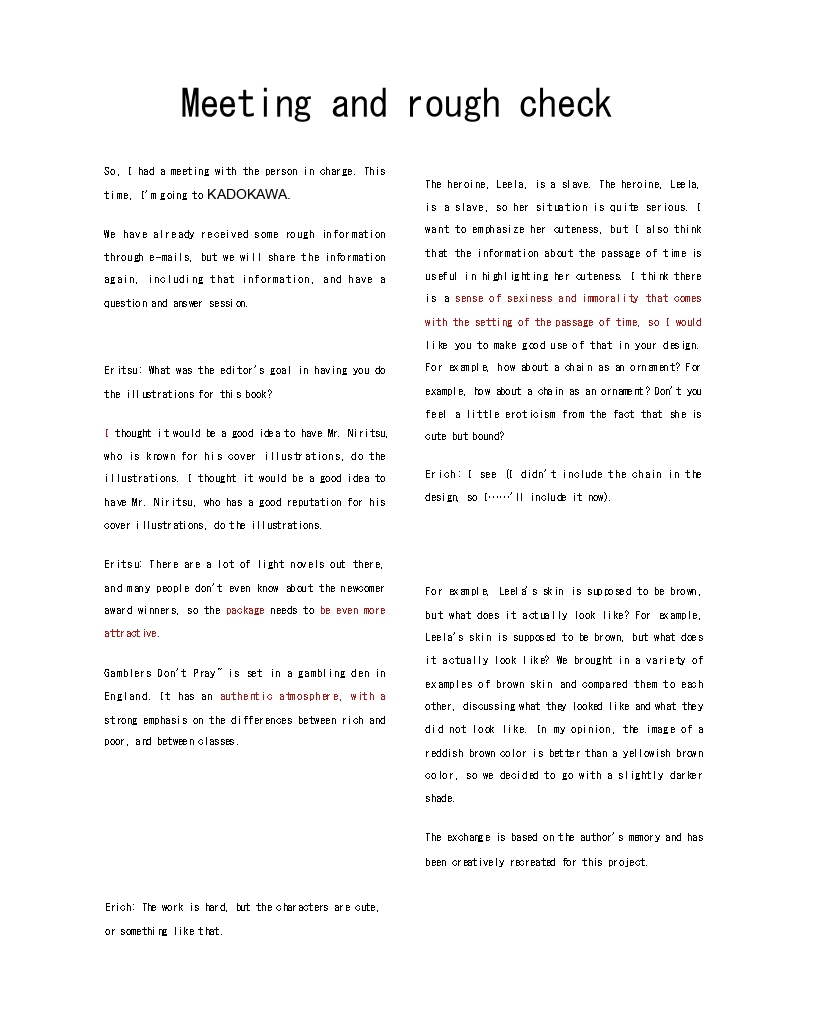 Meeting and rough check
So, I had a meeting with the person in charge. This
time, I'm going to KADOKAWA.
We have already received some rough information
through e-mails, but we will share the information
again, including that information, and have a
question and answer session.
Eritsu: What was the editor's goal in having you do
the illustrations for this book?
I thought it would be a good idea to have Mr. Niritsu,
who is known for his cover illustrations, do the
illustrations. I thought it would be a good idea to
have Mr. Niritsu, who has a good reputation for his
cover illustrations, do the illustrations.
Eritsu: There are a lot of light novels out there,
and many people don't even know about the newcomer
award winners, so the package needs to be even more
attractive.
Gamblers Don't Pray~ is set in a gambling den in
England. It has an authentic atmosphere, with a
strong emphasis on the differences between rich and
poor, and between classes.
Erich: The work is hard, but the characters are cute,
or something like that.
The heroine, Leela, is a slave. The heroine, Leela,
is a slave, so her situation is quite serious. I
want to emphasize her cuteness, but I also think
that the information about the passage of time is
useful in highlighting her cuteness. I think there
is a sense of sexiness and immorality that comes
with the setting of the passage of time, so I would
like you to make good use of that in your design.
For example, how about a chain as an ornament? For
example, how about a chain as an ornament? Don't you
feel a little eroticism from the fact that she is
cute but bound?
Erich: I see (I didn't include the chain in the
design, so I……'ll include it now).
For example, Leela's skin is supposed to be brown,
but what does it actually look like? For example,
Leela's skin is supposed to be brown, but what does
it actually look like? We brought in a variety of
examples of brown skin and compared them to each
other, discussing what they looked like and what they
did not look like. In my opinion, the image of a
reddish brown color is better than a yellowish brown
color, so we decided to go with a slightly darker
shade.
The exchange is based on the author's memory and has
been creatively recreated for this project.